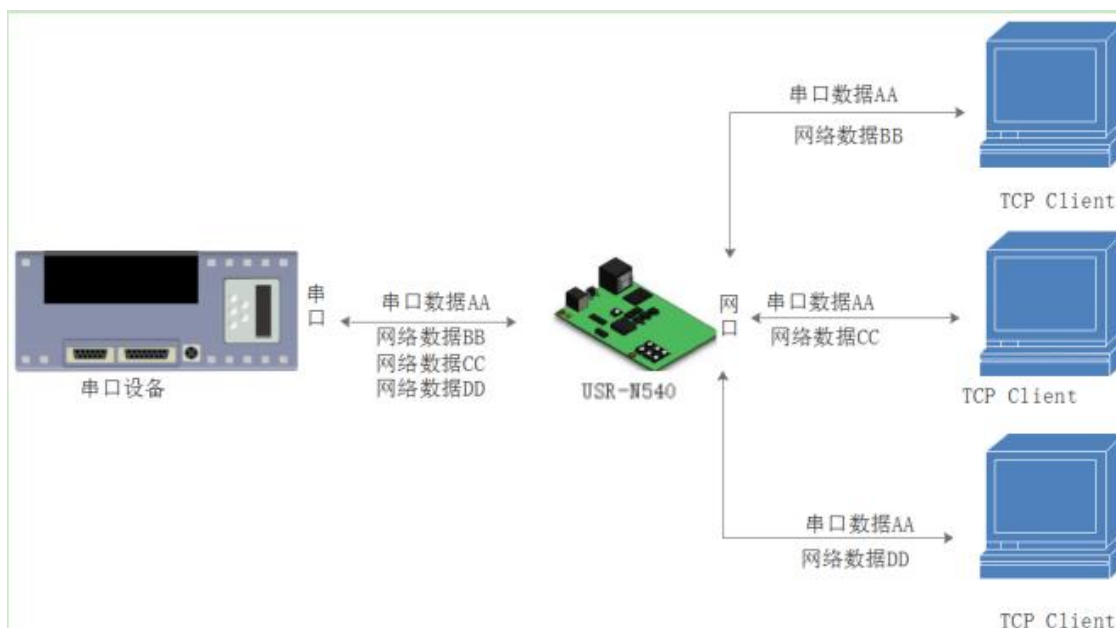 串口数据AA
网络数据BB
TCP Client
串口
串口数据AA
网络数据BB
网络数据CC
网络数据DD
串口设备
USR-N540
网口
串口数据AA
网络数据CC
TCP Client
串口数据AA
网络数据DD
TCP Client